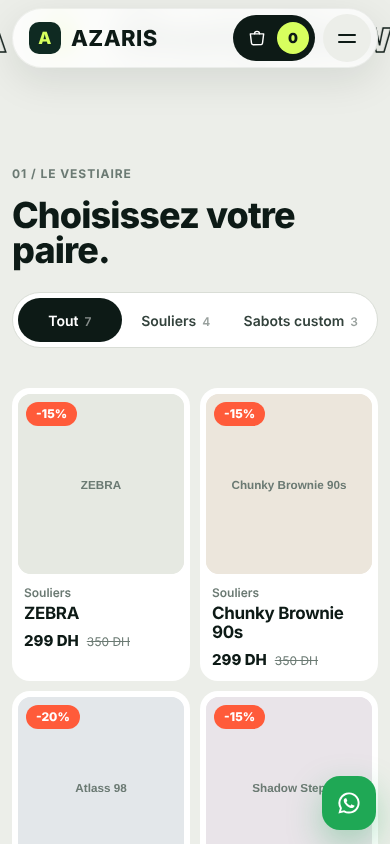 A AZARIS 0
01 / LE VESTIAIRE
Choisissez votre
paire.
Tout 7 Souliers 4 Sabots custom 3
-15% -15%
ZEBRA Chunky Brownie 90s
Souliers Souliers
ZEBRA Chunky Brownie
90s
299 DH 350 DH
299 DH 350 DH
-20% -15%
Atlass 98 Shadow Step